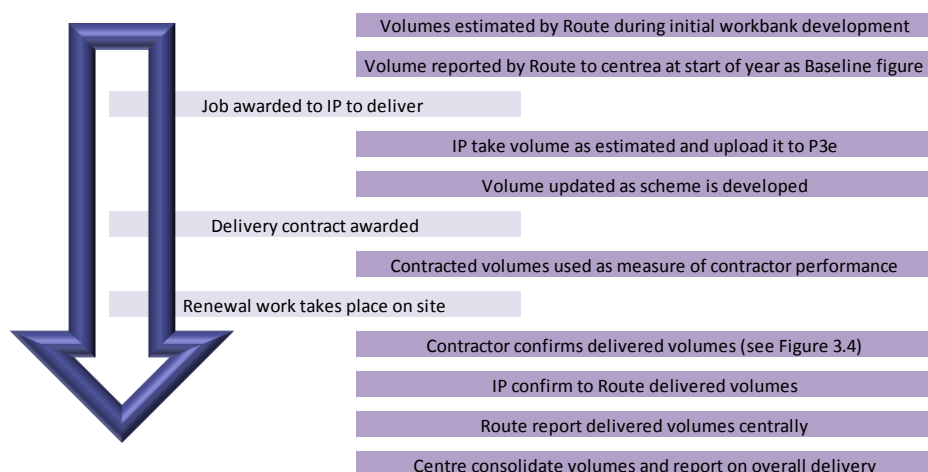 Volumes estimated by Route during initial workbank development
Volume reported by Route to centrea at start of year as Baseline figure
Job awarded to IP to deliver
IP take volume as estimated and upload it to P3e
Volume updated as scheme is developed
Delivery contract awarded
Contracted volumes used as measure of contractor performance
Renewal work takes place on site
Contractor confirms delivered volumes (see Figure 3.4)
IP confirm to Route delivered volumes
Route report delivered volumes centrally
Centre consolidate volumes and report on overall delivery